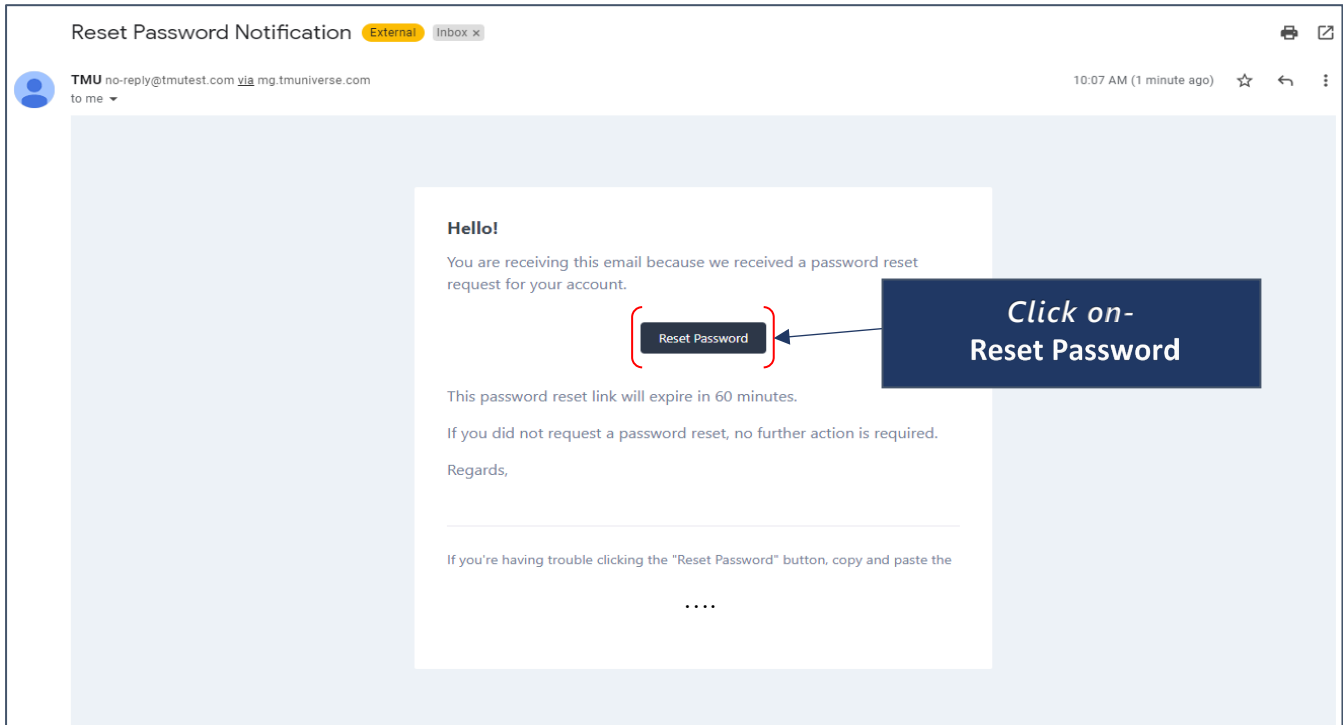 Reset Password Notification External Inbox x
TMU no-reply@tmutest.com via mg.tmuniverse.com 10:07 AM (1 minute ago)
to me
Hello!
You are receiving this email because we received a password reset
request for your account.
Click on-
Reset Password
Reset Password
This password reset link will expire in 60 minutes.
If you did not request a password reset, no further action is required.
Regards,
If you're having trouble clicking the "Reset Password" button, copy and paste the
....